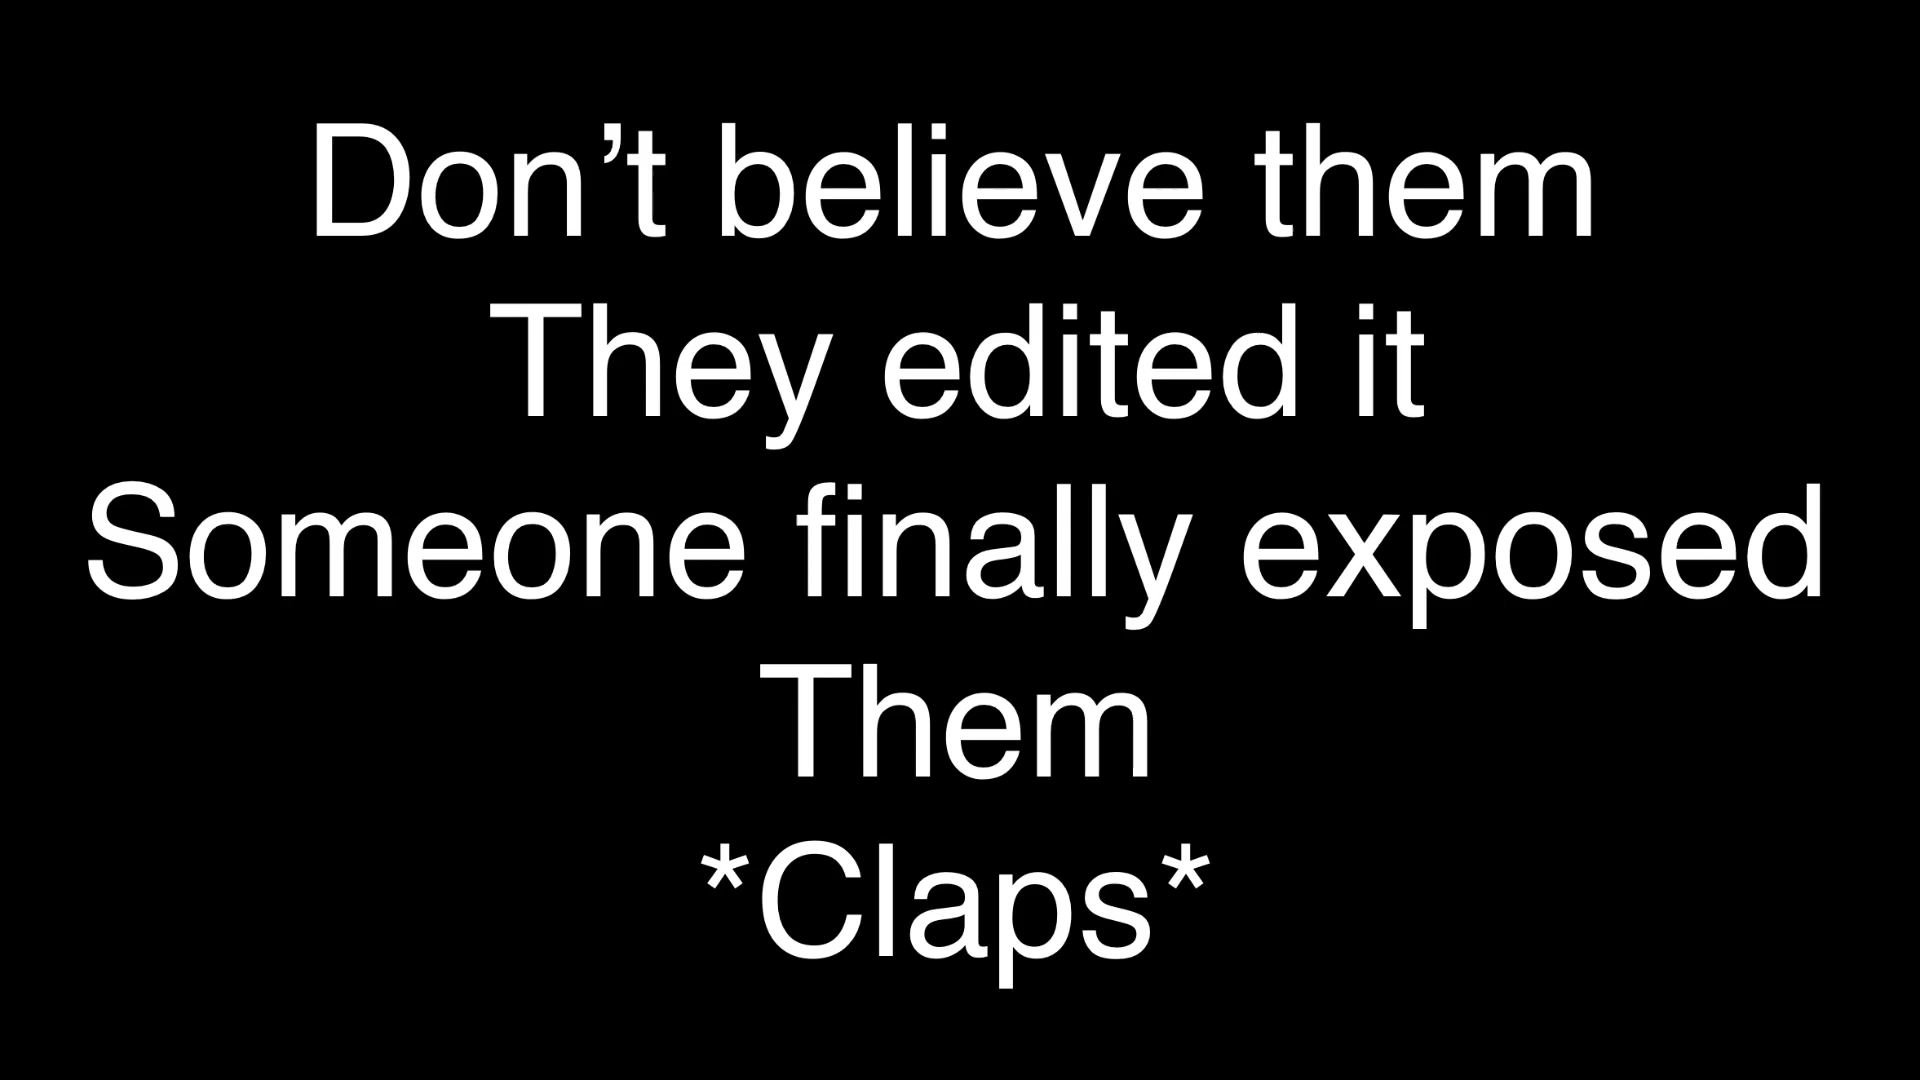 Don’t believe them
They edited it
Someone finally exposed
Them
*Claps*